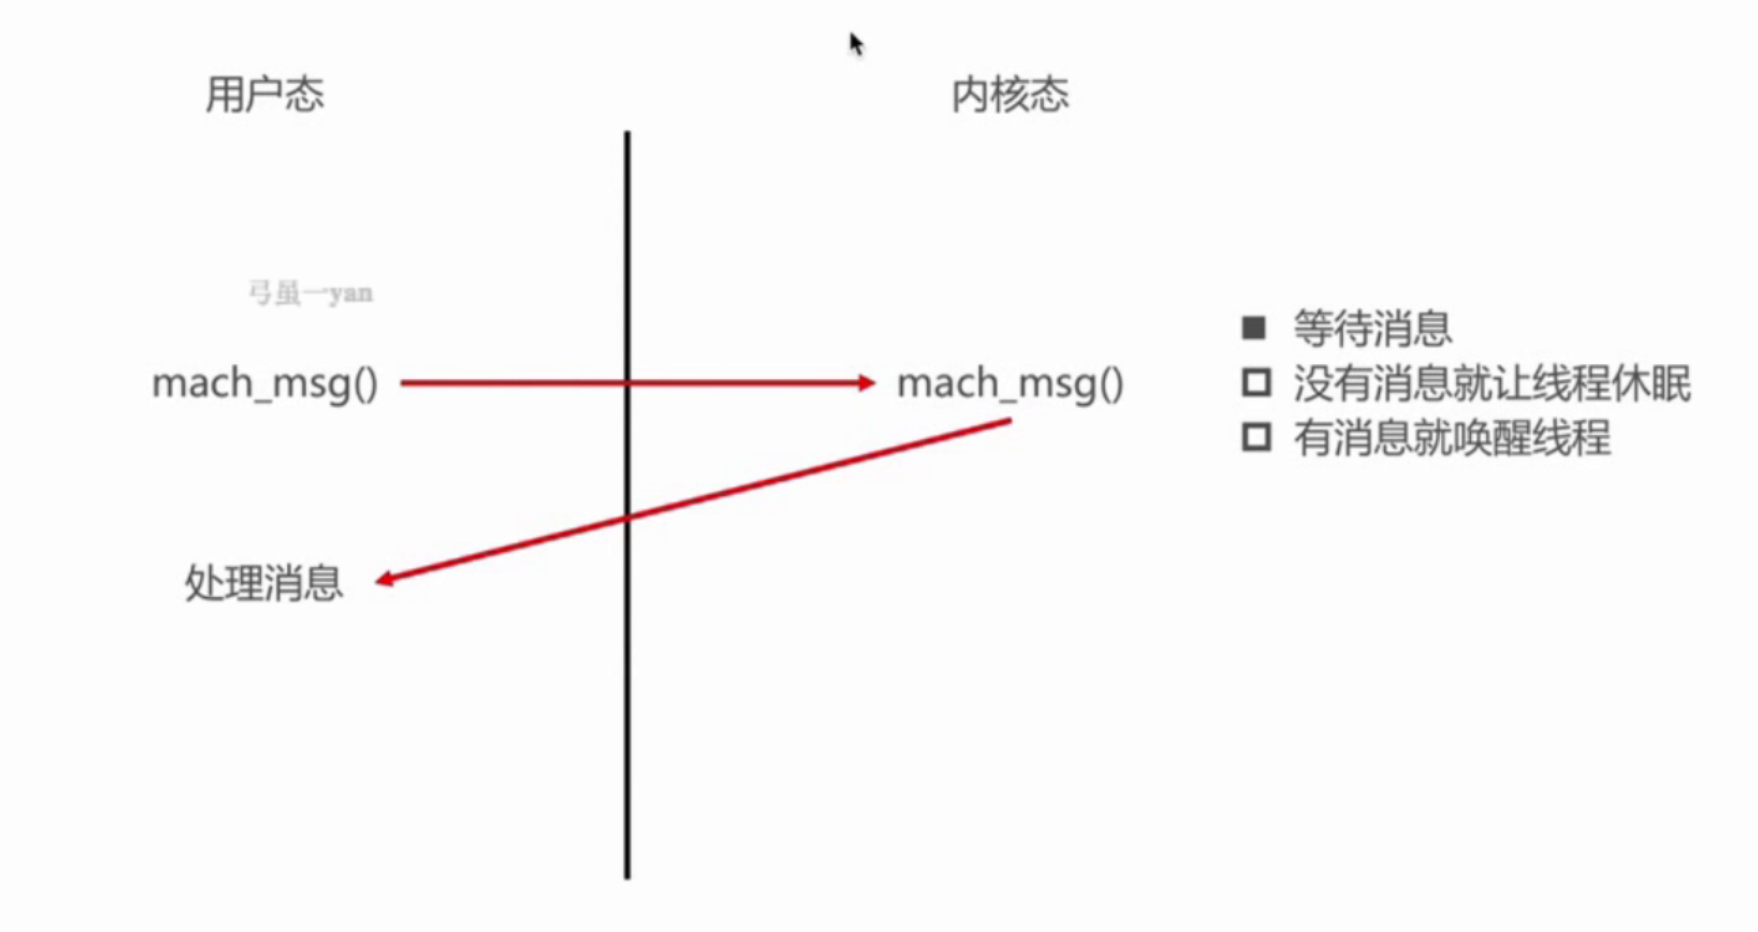 用户态
内核态
弓虽一yan
mach_msg()
mach_msg()
等待消息
没有消息就让线程休眠
有消息就唤醒线程
处理消息